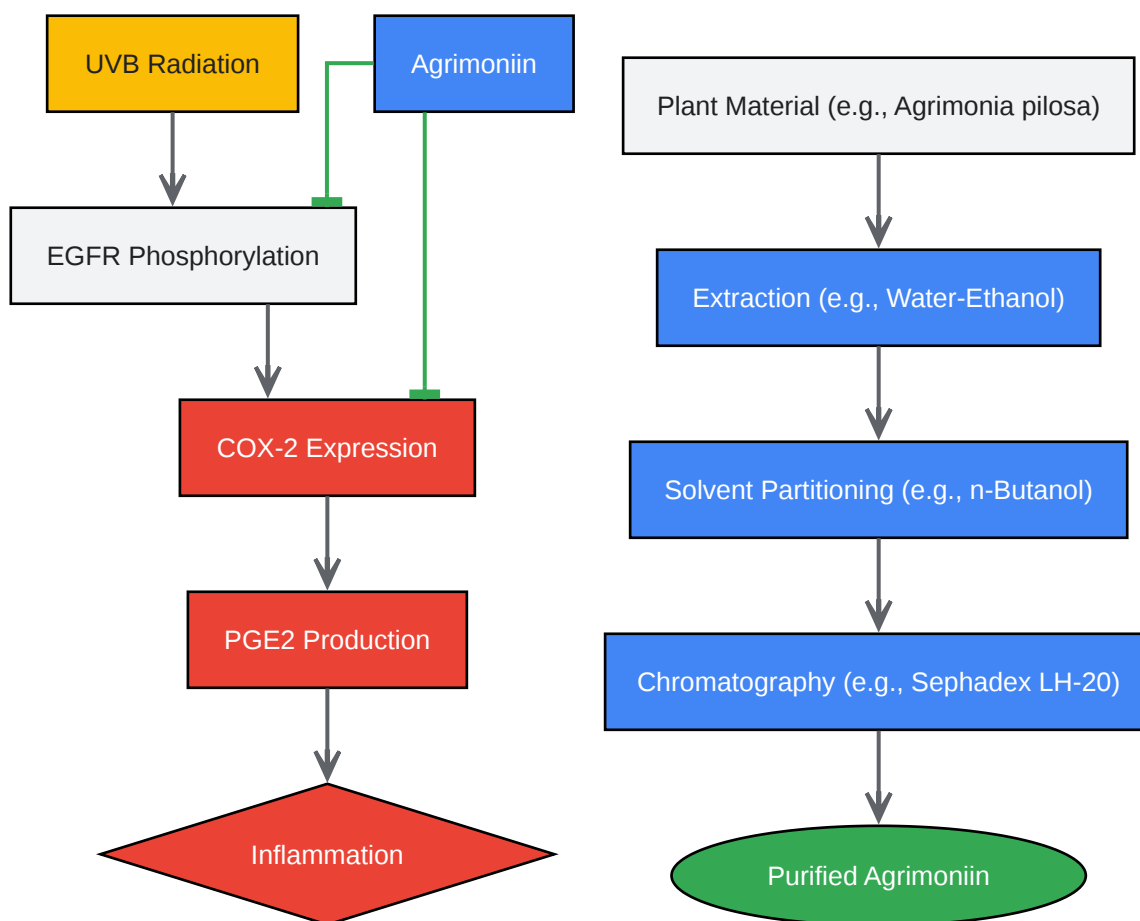 UVB Radiation
Agrimoniin
EGFR Phosphorylation
COX-2 Expression
PGE2 Production
Inflammation
Plant Material (e.g., Agrimonia pilosa)
Extraction (e.g., Water-Ethanol)
Solvent Partitioning (e.g., n-Butanol)
Chromatography (e.g., Sephadex LH-20)
Purified Agrimoniin